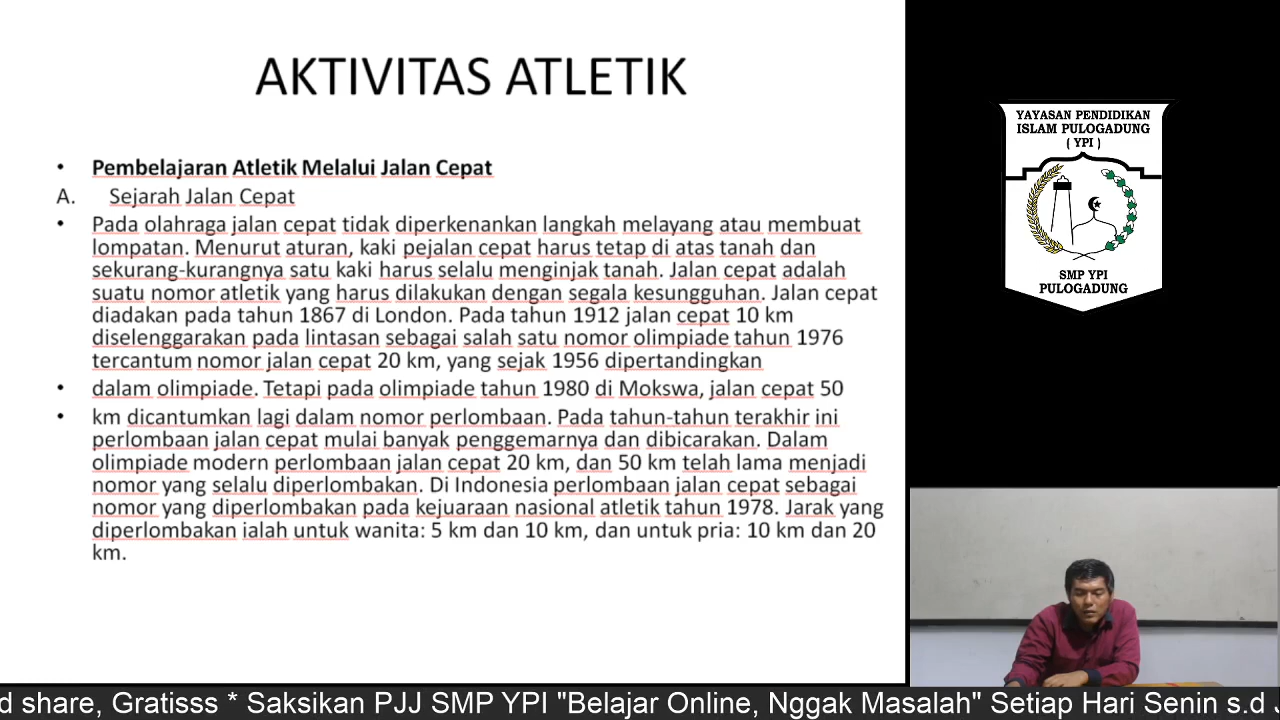 AKTIVITAS ATLETIK
• Pembelajaran Atletik Melalui Jalan Cepat
A. Sejarah Jalan Cepat
• Pada olahraga jalan cepat tidak diperkenankan langkah melayang atau membuat
lompatan. Menurut aturan, kaki pejalan cepat harus tetap di atas tanah dan
sekurang-kurangnya satu kaki harus selalu menginjak tanah. Jalan cepat adalah
suatu nomor atletik yang harus dilakukan dengan segala kesungguhan. Jalan cepat
diadakan pada tahun 1867 di London. Pada tahun 1912 jalan cepat 10 km
diselenggarakan pada lintasan sebagai salah satu nomor olimpiade tahun 1976
tercantum nomor jalan cepat 20 km, yang sejak 1956 dipertandingkan
• dalam olimpiade. Tetapi pada olimpiade tahun 1980 di Mokswa, jalan cepat 50
• km dicantumkan lagi dalam nomor perlombaan. Pada tahun-tahun terakhir ini
perlombaan jalan cepat mulai banyak penggemarnya dan dibicarakan. Dalam
olimpiade modern perlombaan jalan cepat 20 km, dan 50 km telah lama menjadi
nomor yang selalu diperlombakan. Di Indonesia perlombaan jalan cepat sebagai
nomor yang diperlombakan pada kejuaraan nasional atletik tahun 1978. Jarak yang
diperlombakan ialah untuk wanita: 5 km dan 10 km, dan untuk pria: 10 km dan 20
km.
YAYASAN PENDIDIKAN
ISLAM PULOGADUNG
( YPI )
SMP YPI
PULOGADUNG
d share, Gratisss * Saksikan PJJ SMP YPI "Belajar Online, Nggak Masalah" Setiap Hari Senin s.d J